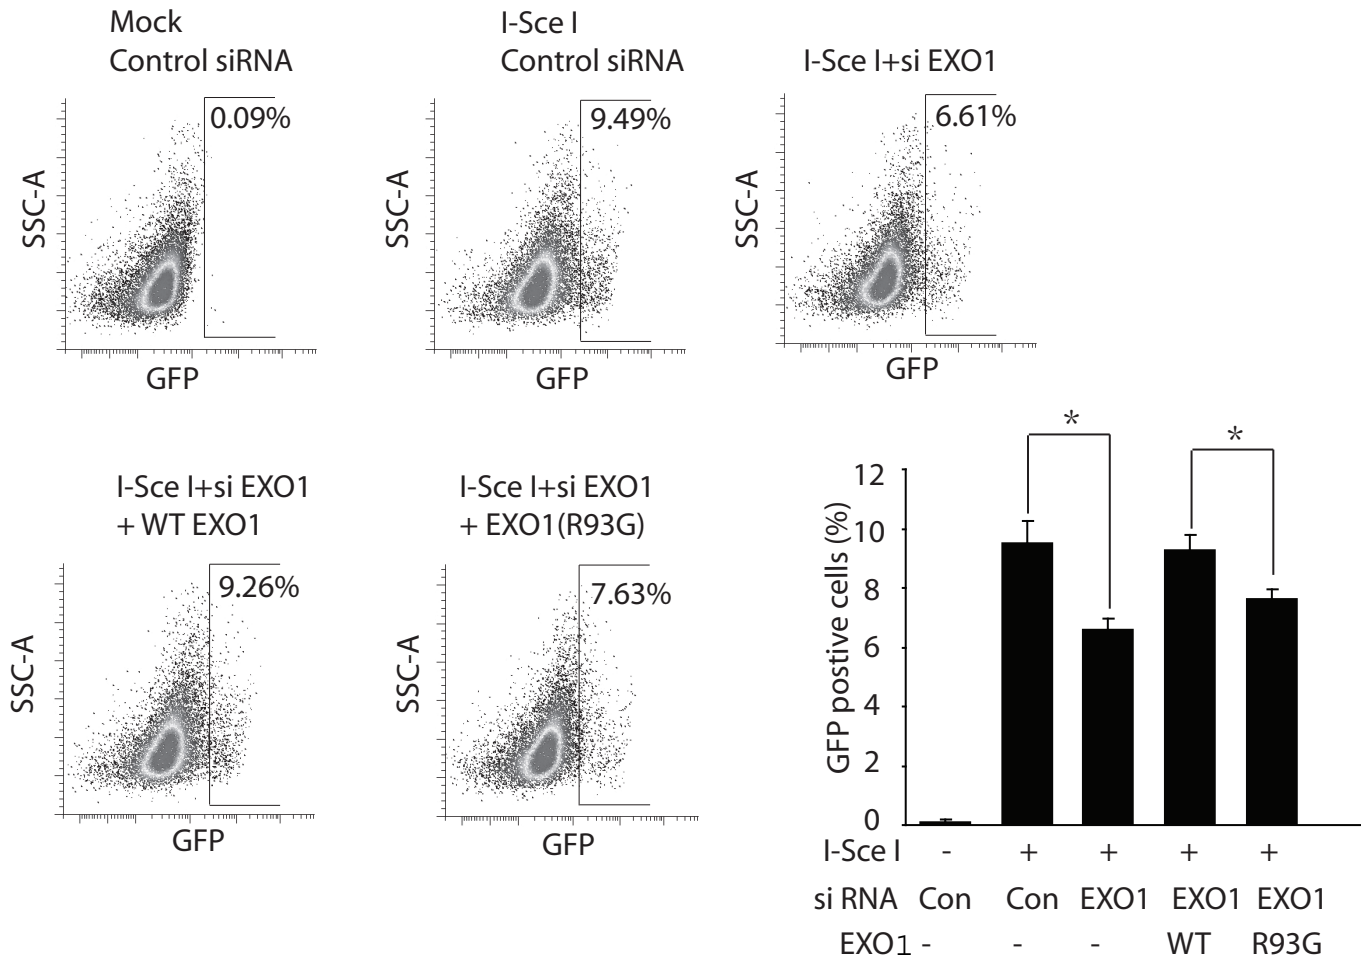 Mock
Control siRNA
I-Sce I
Control siRNA
I-Sce I+si EXO1
0.09%
9.49%
6.61%
SSC-A
SSC-A
SSC-A
GFP
GFP
GFP
I-Sce I+si EXO1
+ WT EXO1
I-Sce I+si EXO1
+ EXO1(R93G)
9.26%
7.63%
SSC-A
SSC-A
GFP
GFP
*
*
GFP postive cells (%)
12
10
8
6
4
2
0
I-Sce I - + + + +
si RNA Con Con EXO1 EXO1 EXO1
EXO1 - - - WT R93G